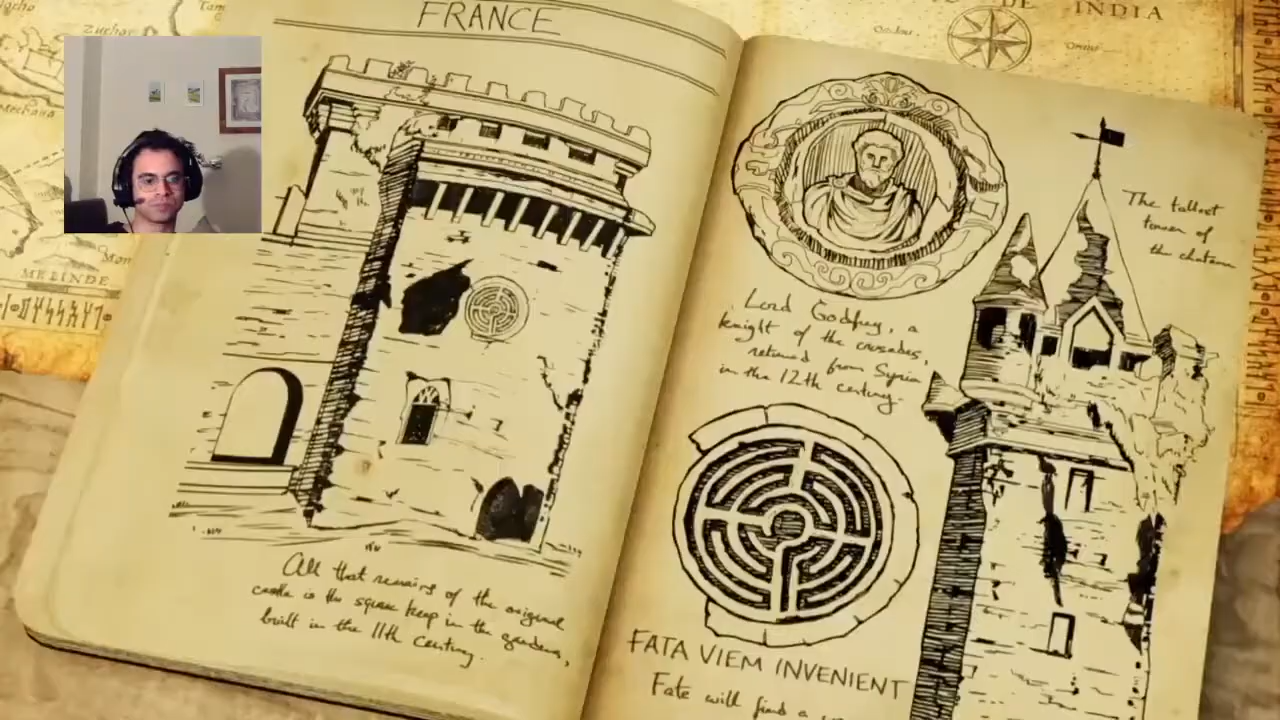 FRANCE
All that remains of the original
castle is the square keep in the gardens,
built in the 11th century.
Lord Godfrey, a
knight of the crusades,
returned from Syria
in the 12th century.
The tallest
tower of
the chateau
FATA VIEM INVENIENT
Fate will find a
DE INDIA
MELINDE